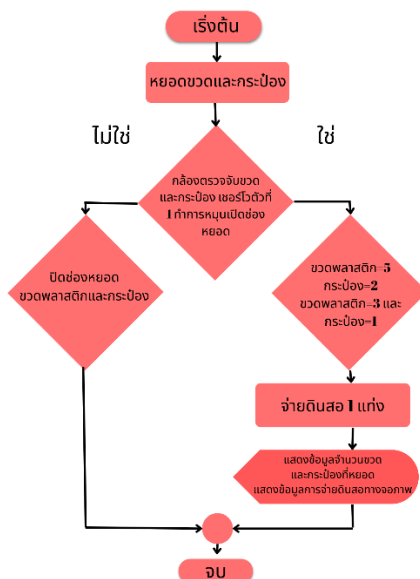 เริ่มต้น
หยอดขวดและกระป๋อง
ไม่ใช่
ใช่
กล้องตรวจจับขวด
และกระป๋อง เซอร์โวตัวที่
1 ทำการหมุนเปิดช่อง
หยอด
ปิดช่องหยอด
ขวดพลาสติกและกระป๋อง
ขวดพลาสติก=5
กระป๋อง=2
ขวดพลาสติก=3 และ
กระป๋อง=1
จ่ายดินสอ 1 แท่ง
แสดงข้อมูลจำนวนขวด
และกระป๋องที่หยอด
แสดงข้อมูลการจ่ายดินสอทางจอภาพ
จบ